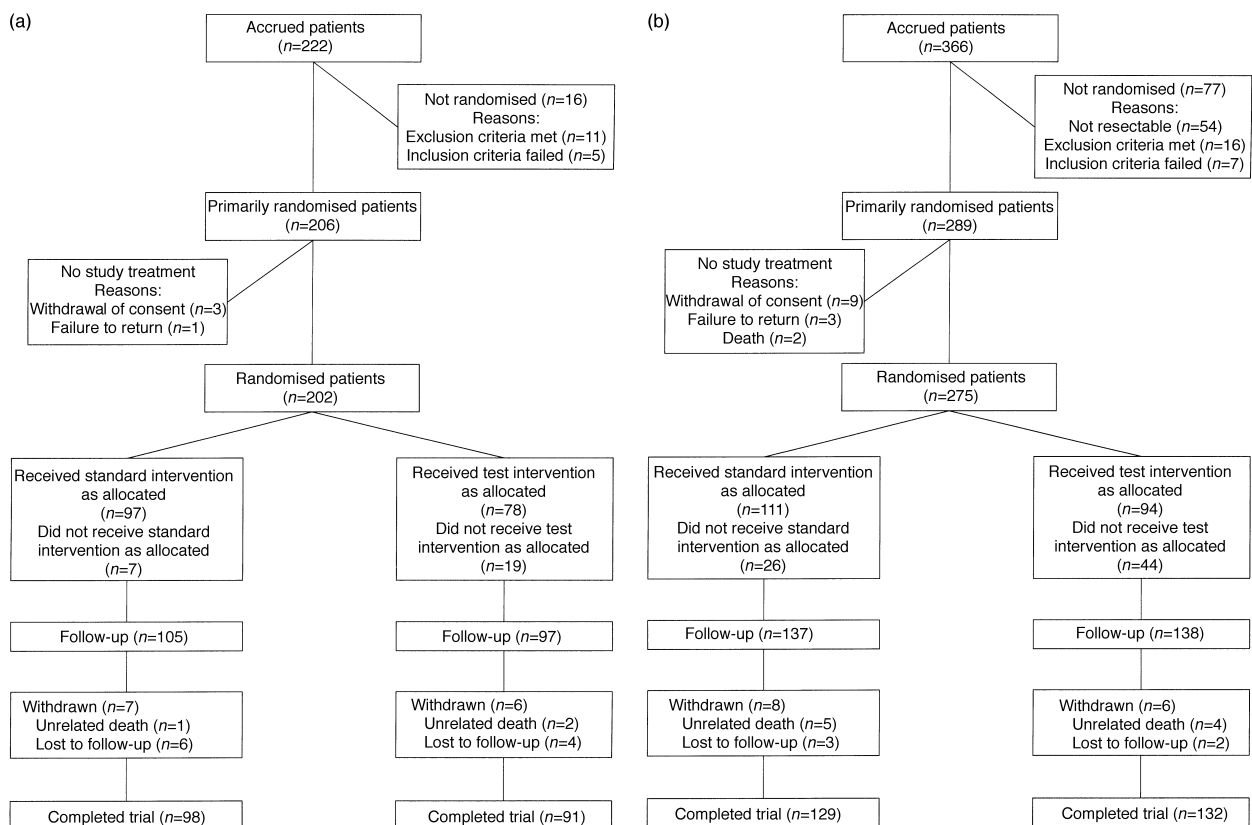 (a)
Accrued patients
(n=222)
Not randomised (n=16)
Reasons:
Exclusion criteria met (n=11)
Inclusion criteria failed (n=5)
Primarily randomised patients
(n=206)
No study treatment
Reasons:
Withdrawal of consent (n=3)
Failure to return (n=1)
Randomised patients
(n=202)
Received standard intervention
as allocated
(n=97)
Did not receive standard
intervention as allocated
(n=7)
Received test intervention
as allocated
(n=78)
Did not receive test
intervention as allocated
(n=19)
Follow-up (n=105)
Follow-up (n=97)
Withdrawn (n=7)
Unrelated death (n=1)
Lost to follow-up (n=6)
Withdrawn (n=6)
Unrelated death (n=2)
Lost to follow-up (n=4)
Completed trial (n=98)
Completed trial (n=91)
(b)
Accrued patients
(n=366)
Not randomised (n=77)
Reasons:
Not resectable (n=54)
Exclusion criteria met (n=16)
Inclusion criteria failed (n=7)
Primarily randomised patients
(n=289)
No study treatment
Reasons:
Withdrawal of consent (n=9)
Failure to return (n=3)
Death (n=2)
Randomised patients
(n=275)
Received standard intervention
as allocated
(n=111)
Did not receive standard
intervention as allocated
(n=26)
Received test intervention
as allocated
(n=94)
Did not receive test
intervention as allocated
(n=44)
Follow-up (n=137)
Follow-up (n=138)
Withdrawn (n=8)
Unrelated death (n=5)
Lost to follow-up (n=3)
Withdrawn (n=6)
Unrelated death (n=4)
Lost to follow-up (n=2)
Completed trial (n=129)
Completed trial (n=132)